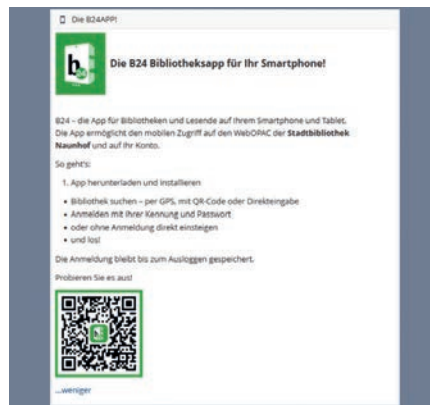 Die B24APP!
b.
24
Die B24 Bibliotheksapp für Ihr Smartphone!
B24 – die App für Bibliotheken und Lesende auf Ihrem Smartphone und Tablet.
Die App ermöglicht den mobilen Zugriff auf den WebOPAC der Stadtbibliothek
Naunhof und auf Ihr Konto.
So geht's:
1. App herunterladen und installieren
• Bibliothek suchen – per GPS, mit QR-Code oder Direkteingabe
• Anmelden mit Ihrer Kennung und Passwort
• oder ohne Anmeldung direkt einsteigen
• und los!
Die Anmeldung bleibt bis zum Ausloggen gespeichert.
Probieren Sie es aus!
...weniger